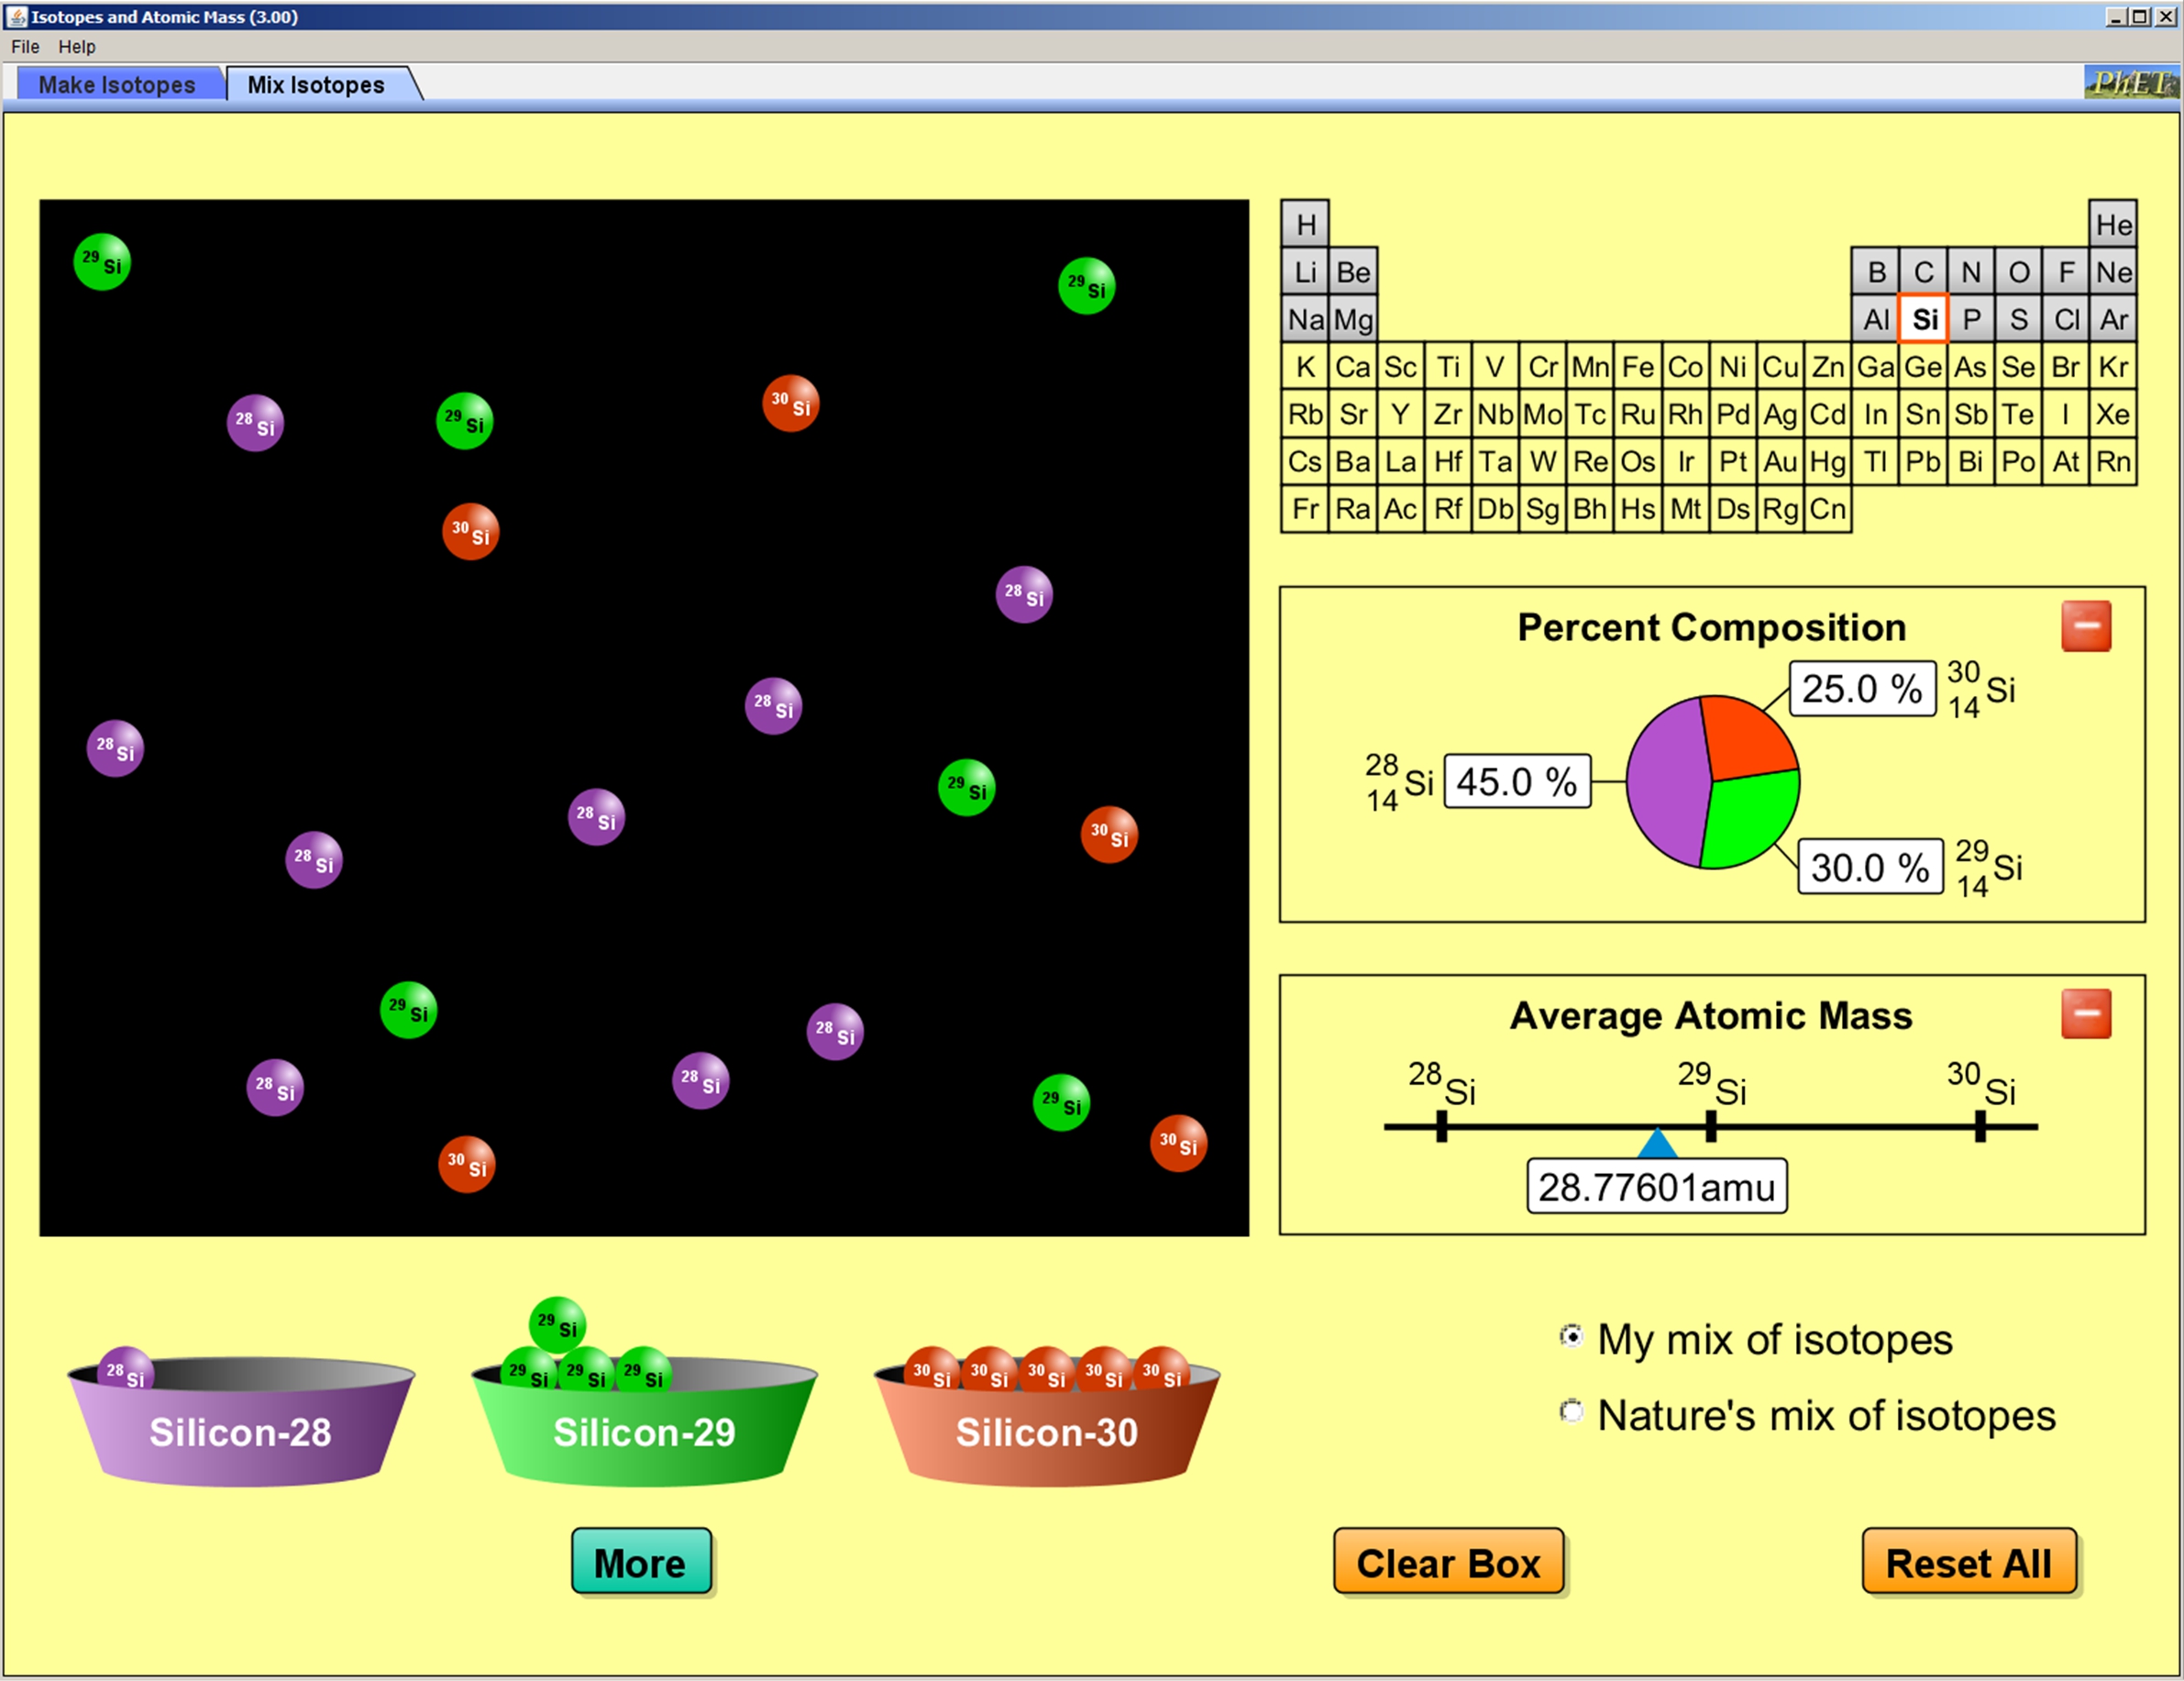 Isotopes and Atomic Mass (3.00)
File Help
Make Isotopes Mix Isotopes PhET
29 Si
29 Si
28 Si
29 Si
30 Si
30 Si
28 Si
28 Si
28 Si
29 Si
28 Si
30 Si
28 Si
29 Si
28 Si
28 Si
28 Si
29 Si
30 Si
30 Si
H He
Li Be B C N O F Ne
Na Mg Al Si P S Cl Ar
K Ca Sc Ti V Cr Mn Fe Co Ni Cu Zn Ga Ge As Se Br Kr
Rb Sr Y Zr Nb Mo Tc Ru Rh Pd Ag Cd In Sn Sb Te I Xe
Cs Ba La Hf Ta W Re Os Ir Pt Au Hg Tl Pb Bi Po At Rn
Fr Ra Ac Rf Db Sg Bh Hs Mt Ds Rg Cn
Percent Composition
25.0 % 30 14 Si
28 14 Si 45.0 %
30.0 % 29 14 Si
Average Atomic Mass
28 Si 29 Si 30 Si
28.77601amu
29 Si
28 Si 29 Si 29 Si 29 Si 30 Si 30 Si 30 Si 30 Si 30 Si
Silicon-28 Silicon-29 Silicon-30
My mix of isotopes
Nature's mix of isotopes
More Clear Box Reset All